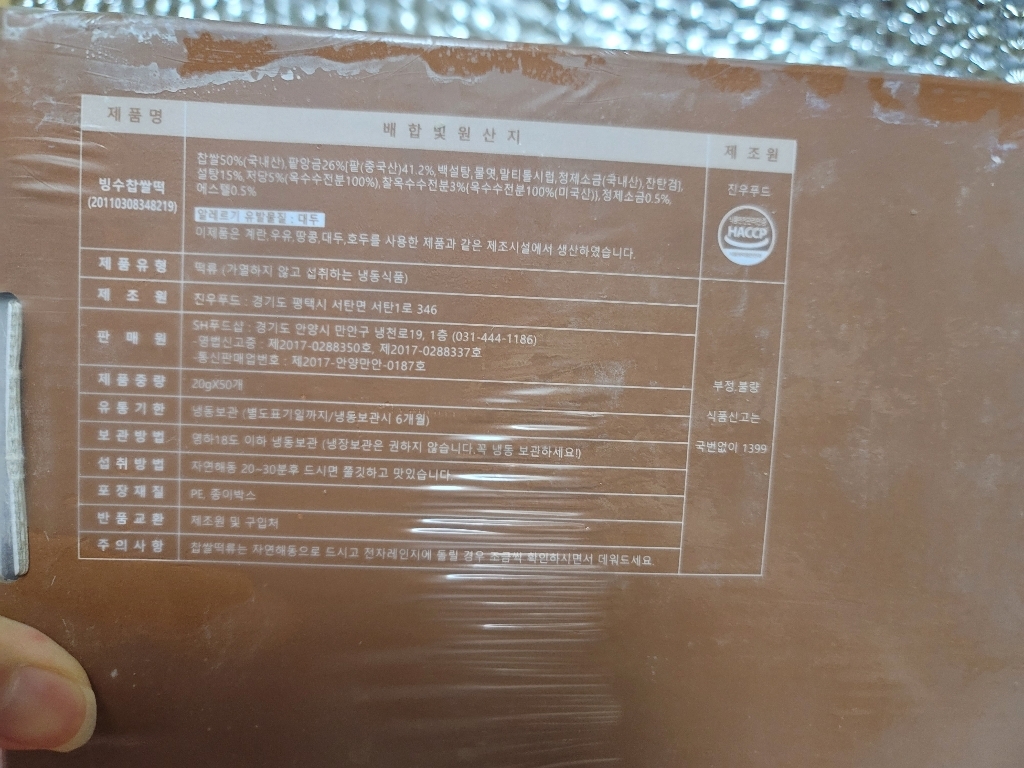 제품명
배합및원산지
제조원
빙수찹쌀떡
(20110308348219)
찹쌀50%(국내산),팥앙금26%(팥(중국산)41.2%,백설탕,물엿,말티톨시럽,정제소금(국내산),잔탄검],
설탕15%,저당5%(옥수수전분100%),찰옥수수전분3%(옥수수전분100%(미국산)),정제소금0.5%,
에스텔0.5%
알레르기 유발물질 : 대두
미제품은 계란,우유,땅콩,대두,호두를 사용한 제품과 같은 제조시설에서 생산하였습니다.
진우푸드
HACCP
제품유형
떡류 (가열하지 않고 섭취하는 냉동식품)
제조원
진우푸드 : 경기도 평택시 서탄면 서탄1로 346
판매원
SH푸드샵 : 경기도 안양시 만안구 냉천로19, 1층 (031-444-1186)
-영법신고증 : 제2017-0288350호, 제2017-0288337호
-통신판매업번호 : 제2017-안양만안-0187호
제품중량
20gX50개
유통기한
냉동보관 (별도표기일까지/냉동보관시 6개월)
보관방법
영하18도 이하 냉동보관 (냉장보관은 권하지 않습니다.꼭 냉동 보관하세요!)
섭취방법
자연해동 20~30분후 드시면 쫄깃하고 맛있습니다.
포장재질
PE, 종이박스
반품교환
제조원 및 구입처
주의사항
찹쌀떡류는 자연해동으로 드시고 전자레인지에 돌릴 경우 조금씩 확인하시면서 데워드세요
부정,불량
식품신고는
국번없이 1399